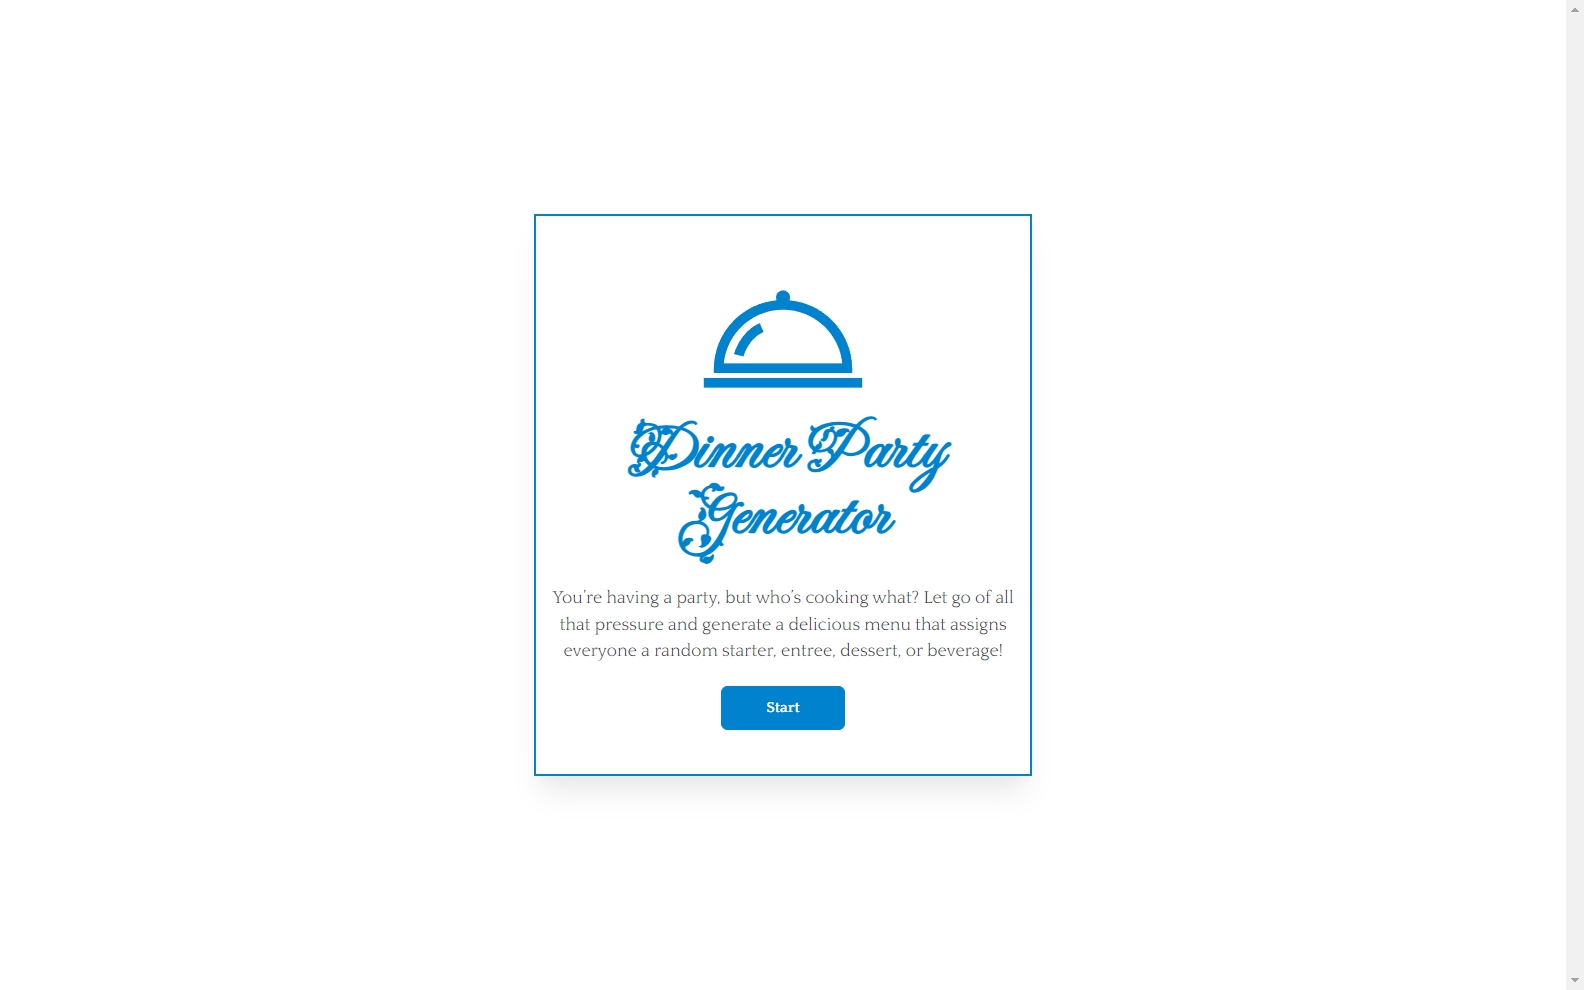 Dinner Party
Generator
You're having a party, but who's cooking what? Let go of all
that pressure and generate a delicious menu that assigns
everyone a random starter, entree, dessert, or beverage!
Start